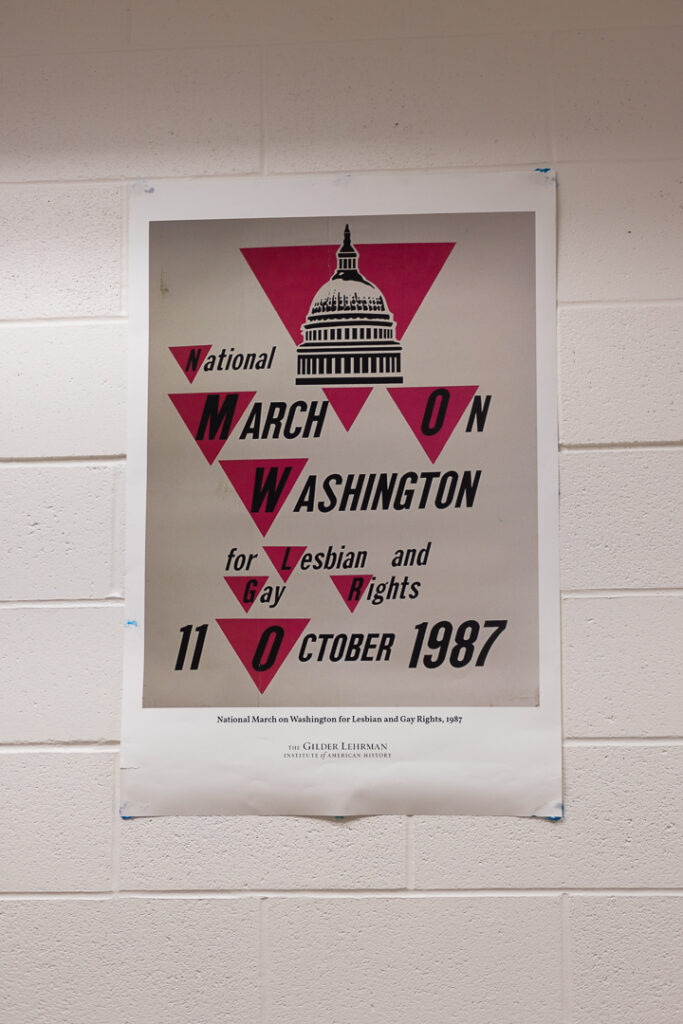 National
MARCH ON
WASHINGTON
for Lesbian and
Gay Rights
11 OCTOBER 1987
National March on Washington for Lesbian and Gay Rights, 1987
THE GILDER LEHRMAN
INSTITUTE of AMERICAN HISTORY